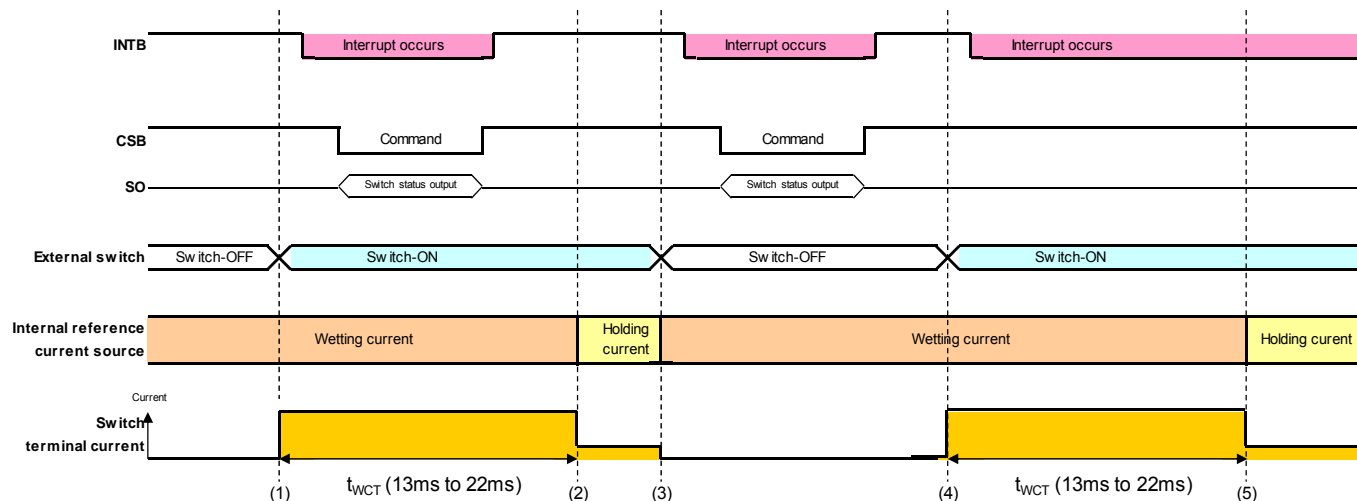 INTB
Interrupt occurs
Interrupt occurs
Interrupt occurs
CSB
Command
Command
SO
Switch status output
Switch status output
External switch
Switch-OFF
Switch-ON
Switch-OFF
Switch-ON
Internal reference
current source
Wetting current
Holding
current
Wetting current
Holding curent
Current
Switch
terminal current
(1)
tWCT (13ms to 22ms)
(2)
(3)
(4)
tWCT (13ms to 22ms)
(5)